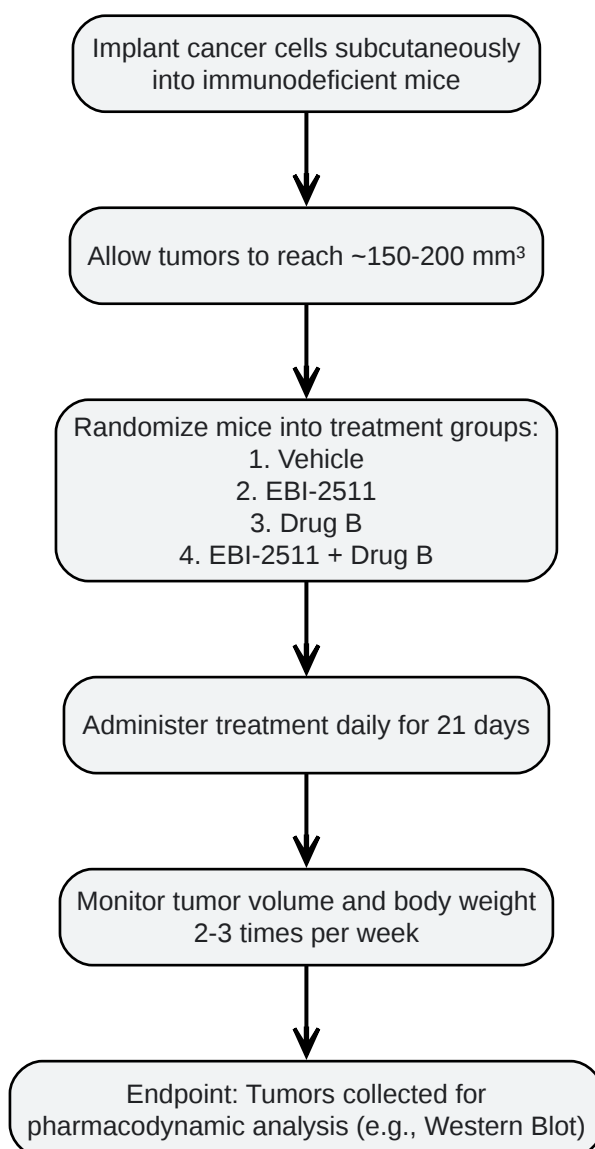 Implant cancer cells subcutaneously
into immunodeficient mice
Allow tumors to reach ~150-200 mm³
Randomize mice into treatment groups:
1. Vehicle
2. EBI-2511
3. Drug B
4. EBI-2511 + Drug B
Administer treatment daily for 21 days
Monitor tumor volume and body weight
2-3 times per week
Endpoint: Tumors collected for
pharmacodynamic analysis (e.g., Western Blot)